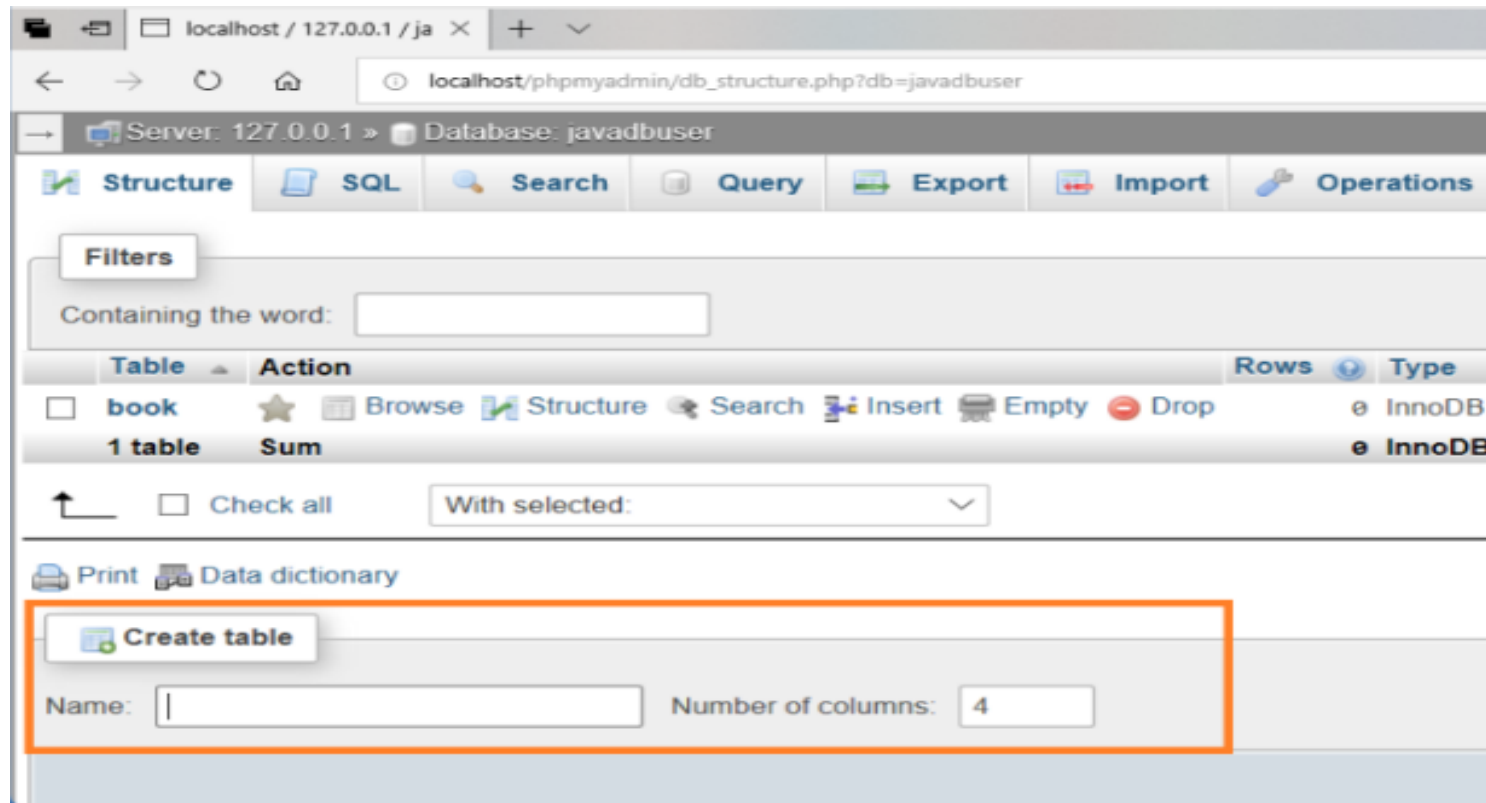 localhost / 127.0.0.1 / ja
localhost/phpmyadmin/db_structure.php?db=javadbuser
Server: 127.0.0.1 » Database: javadbuser
Structure SQL Search Query Export Import Operations
Filters
Containing the word:
Table Action Rows Type
book Browse Structure Search Insert Empty Drop 0 InnoDB
1 table Sum 0 InnoDB
Check all With selected:
Print Data dictionary
Create table
Name: Number of columns: 4